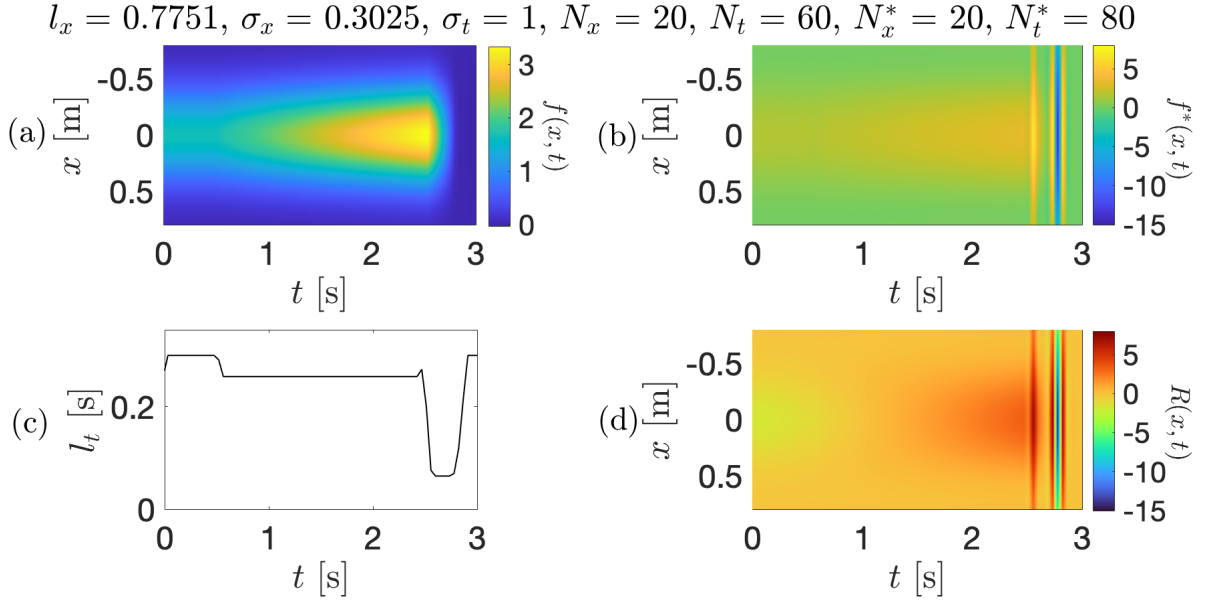 l_x = 0.7751, σ_x = 0.3025, σ_t = 1, N_x = 20, N_t = 60, N_x^* = 20, N_t^* = 80
(a)
x [m]
-0.5
0
0.5
0 1 2 3
t [s]
3
2
1
0
f(x, t)
(b)
x [m]
-0.5
0
0.5
0 1 2 3
t [s]
5
0
-5
-10
-15
f^*(x, t)
(c)
l_t [s]
0.2
0
0 1 2 3
t [s]
(d)
x [m]
-0.5
0
0.5
0 1 2 3
t [s]
5
0
-5
-10
-15
R(x, t)